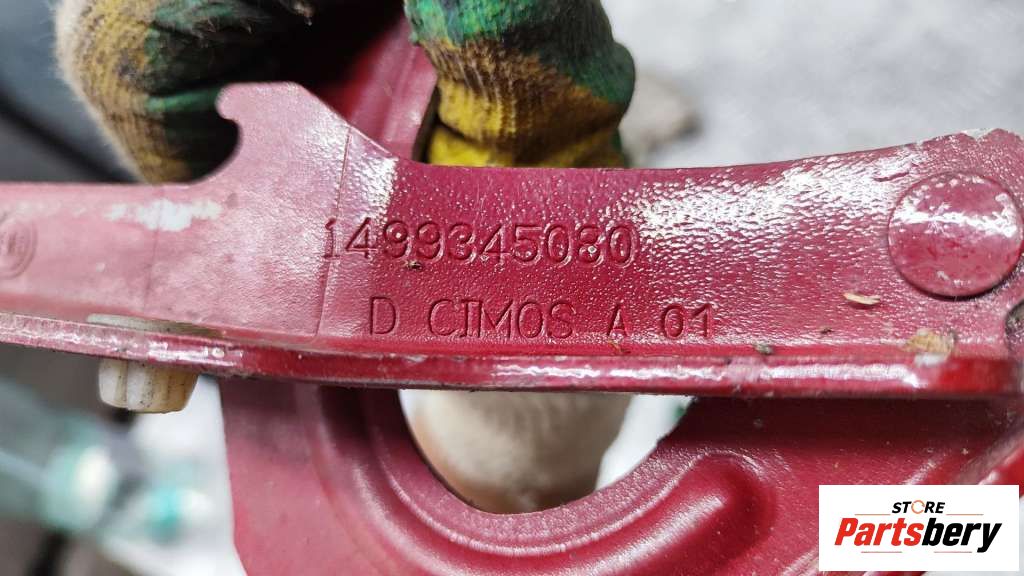 1499345080
D CIMOS A 01
STORE
Partsbery